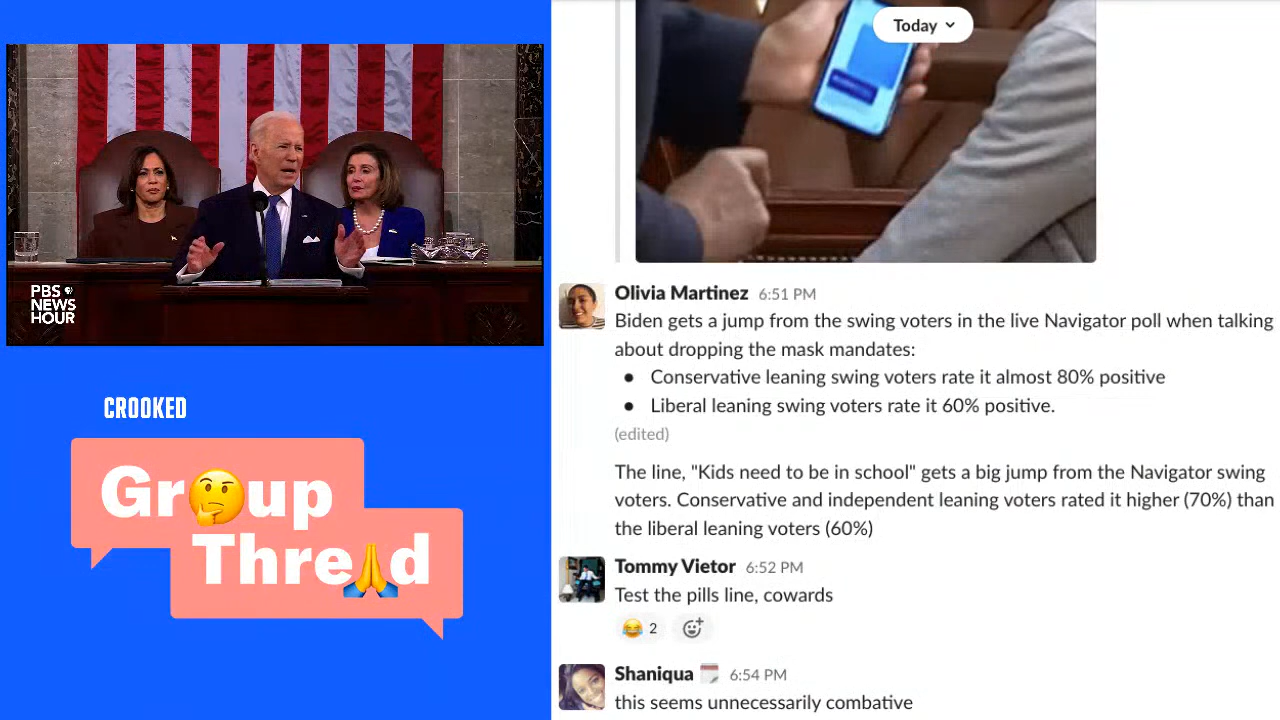 PBS
NEWS
HOUR
CROOKED
Gr🤔up
Thre🙏d
Today
Olivia Martinez 6:51 PM
Biden gets a jump from the swing voters in the live Navigator poll when talking
about dropping the mask mandates:
● Conservative leaning swing voters rate it almost 80% positive
● Liberal leaning swing voters rate it 60% positive.
(edited)
The line, "Kids need to be in school" gets a big jump from the Navigator swing
voters. Conservative and independent leaning voters rated it higher (70%) than
the liberal leaning voters (60%)
Tommy Vietor 6:52 PM
Test the pills line, cowards
😂 2
Shaniqua 6:54 PM
this seems unnecessarily combative